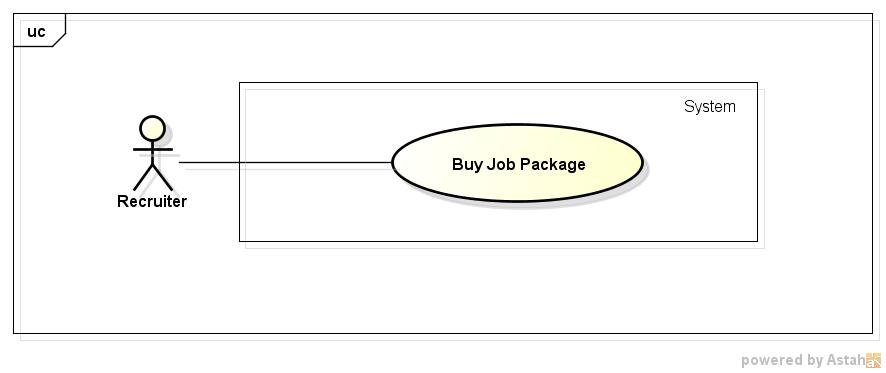 uc
System
Buy Job Package
Recruiter
powered by Astah